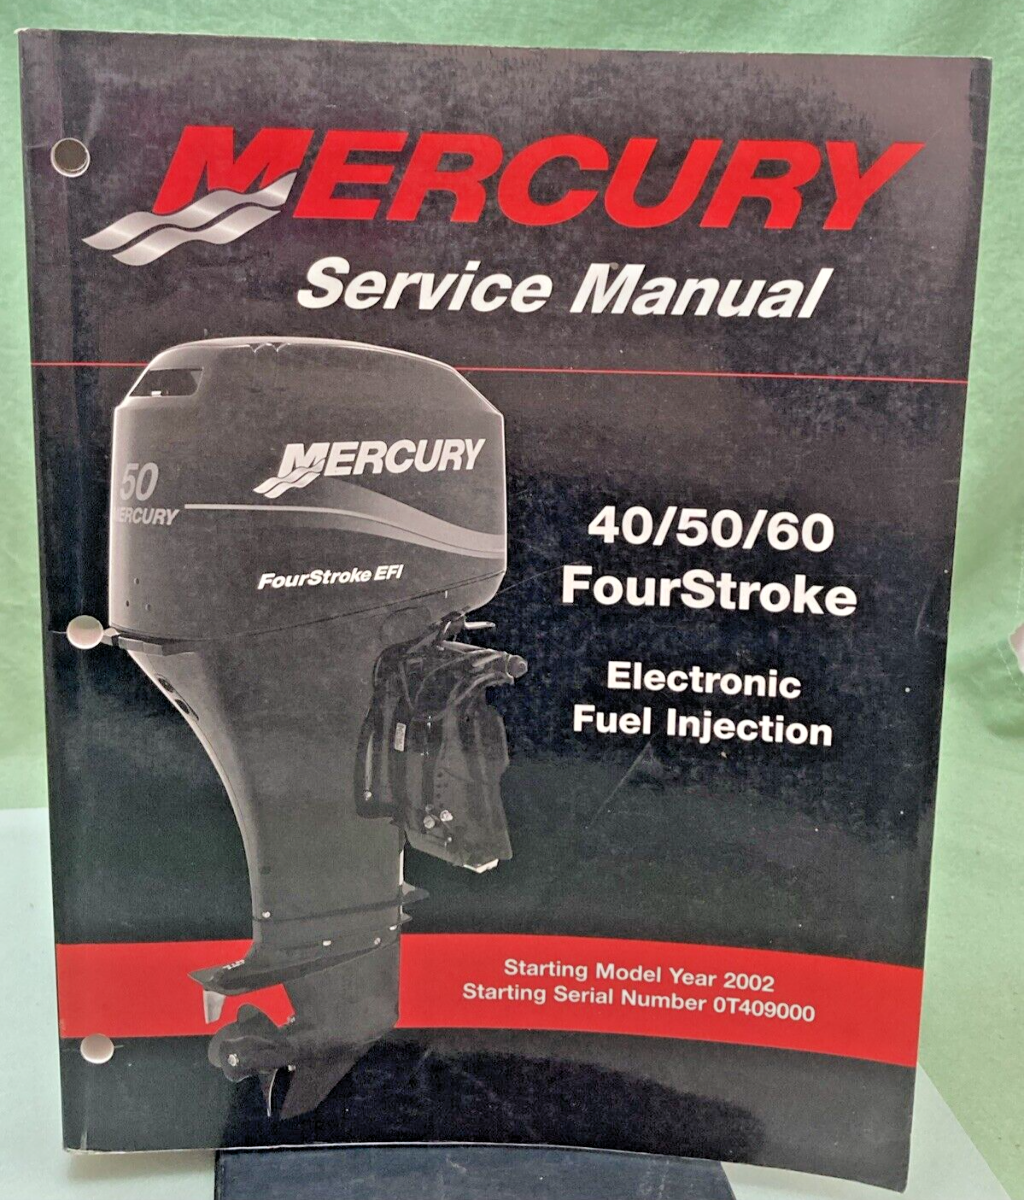 MERCURY
Service Manual
MERCURY
50
MERCURY
FourStroke EFI
40/50/60
FourStroke
Electronic
Fuel Injection
Starting Model Year 2002
Starting Serial Number 0T409000